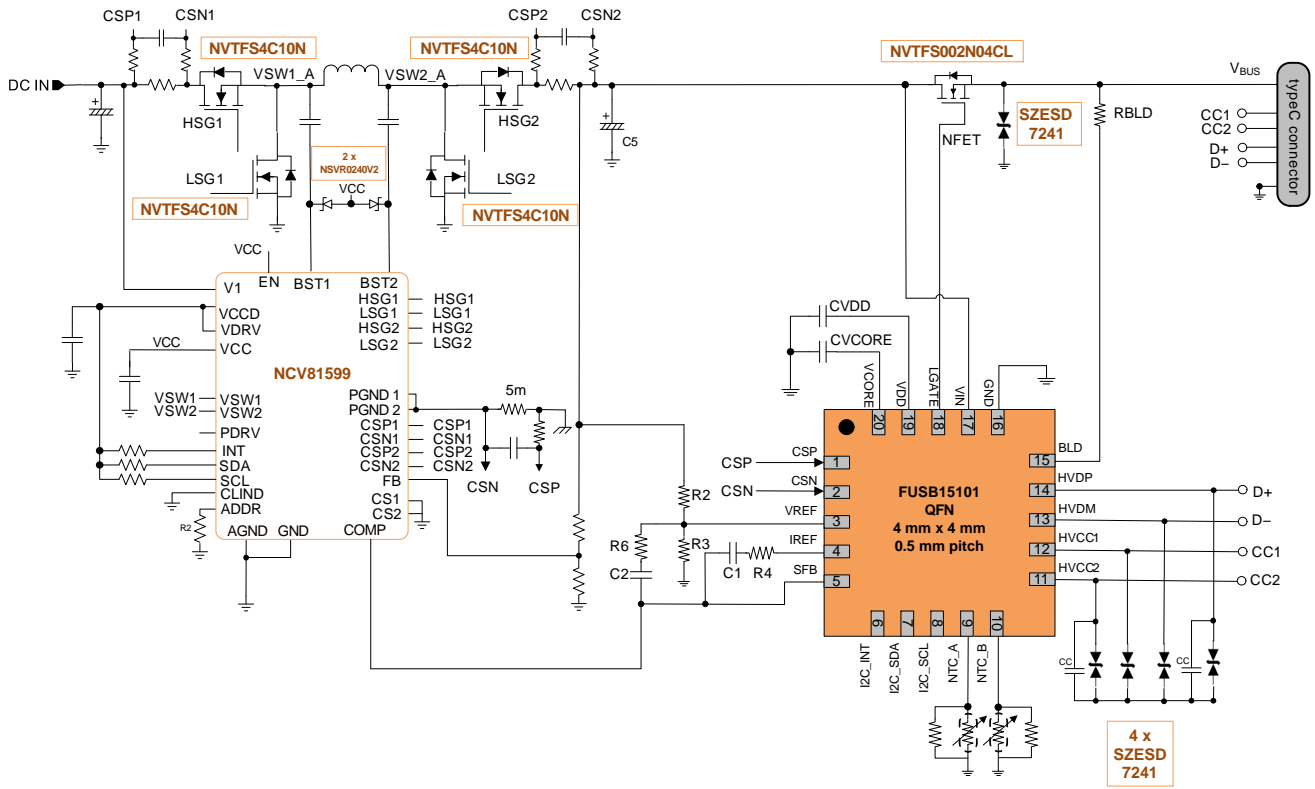 CSP1
CSN1
CSP2
CSN2
NVTFS4C10N
NVTFS4C10N
NVTFS002N04CL
DC IN
VSW1_A
VSW2_A
VBUS
+
HSG1
HSG2
+
C5
NFET
SZESD
7241
RBLD
CC1
CC2
D+
D−
typeC connector
LSG1
2 x
NSVR0240V2
VCC
LSG2
NVTFS4C10N
NVTFS4C10N
VCC
EN
BST1
BST2
V1
VCCD
VDRV
VCC
VCC
NCV81599
VSW1
VSW1
VSW2
VSW2
PDRV
INT
SDA
SCL
CLIND
ADDR
R2
AGND
GND
COMP
HSG1
HSG1
LSG1
LSG1
HSG2
HSG2
LSG2
LSG2
PGND 1
PGND 2
CSP1
CSP1
CSN1
CSN1
CSP2
CSP2
CSN2
CSN2
FB
CS1
CS2
5m
CSN
CSP
R2
R3
R6
C2
C1
R4
CVDD
CVCORE
VCORE
VDD
LGATE
VIN
GND
20
19
18
17
16
CSP
CSP
1
CSN
CSN
2
VREF
3
IREF
4
SFB
5
FUSB15101
QFN
4 mm x 4 mm
0.5 mm pitch
BLD
15
HVDP
14
D+
HVDM
13
D−
HVCC1
12
CC1
HVCC2
11
CC2
6
7
8
9
10
I2C_INT
I2C_SDA
I2C_SCL
NTC_A
NTC_B
CC
CC
4 x
SZESD
7241